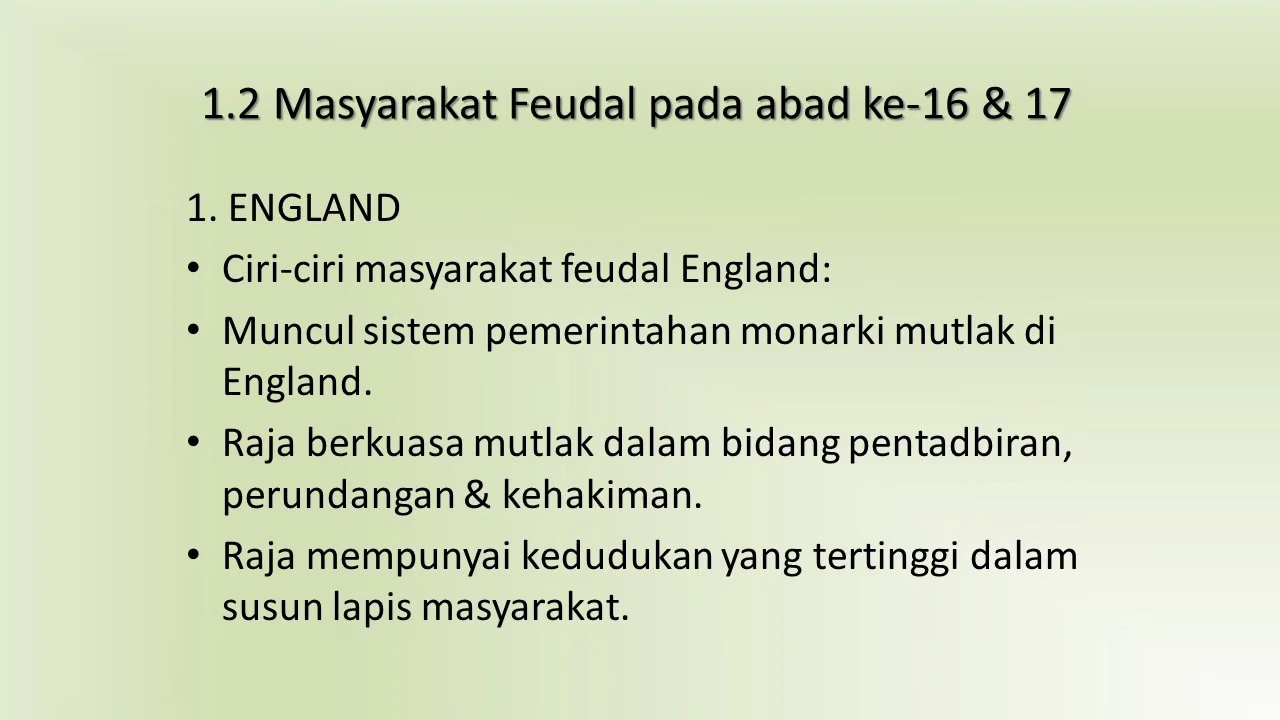 1.2 Masyarakat Feudal pada abad ke-16 & 17
1. ENGLAND
• Ciri-ciri masyarakat feudal England:
• Muncul sistem pemerintahan monarki mutlak di
England.
• Raja berkuasa mutlak dalam bidang pentadbiran,
perundangan & kehakiman.
• Raja mempunyai kedudukan yang tertinggi dalam
susun lapis masyarakat.